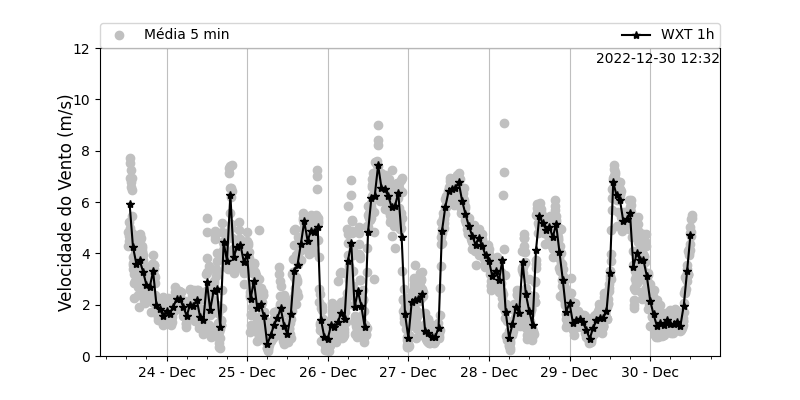 Média 5 min
WXT 1h
2022-12-30 12:32
Velocidade do Vento (m/s)
12
10
8
6
4
2
0
24 - Dec
25 - Dec
26 - Dec
27 - Dec
28 - Dec
29 - Dec
30 - Dec